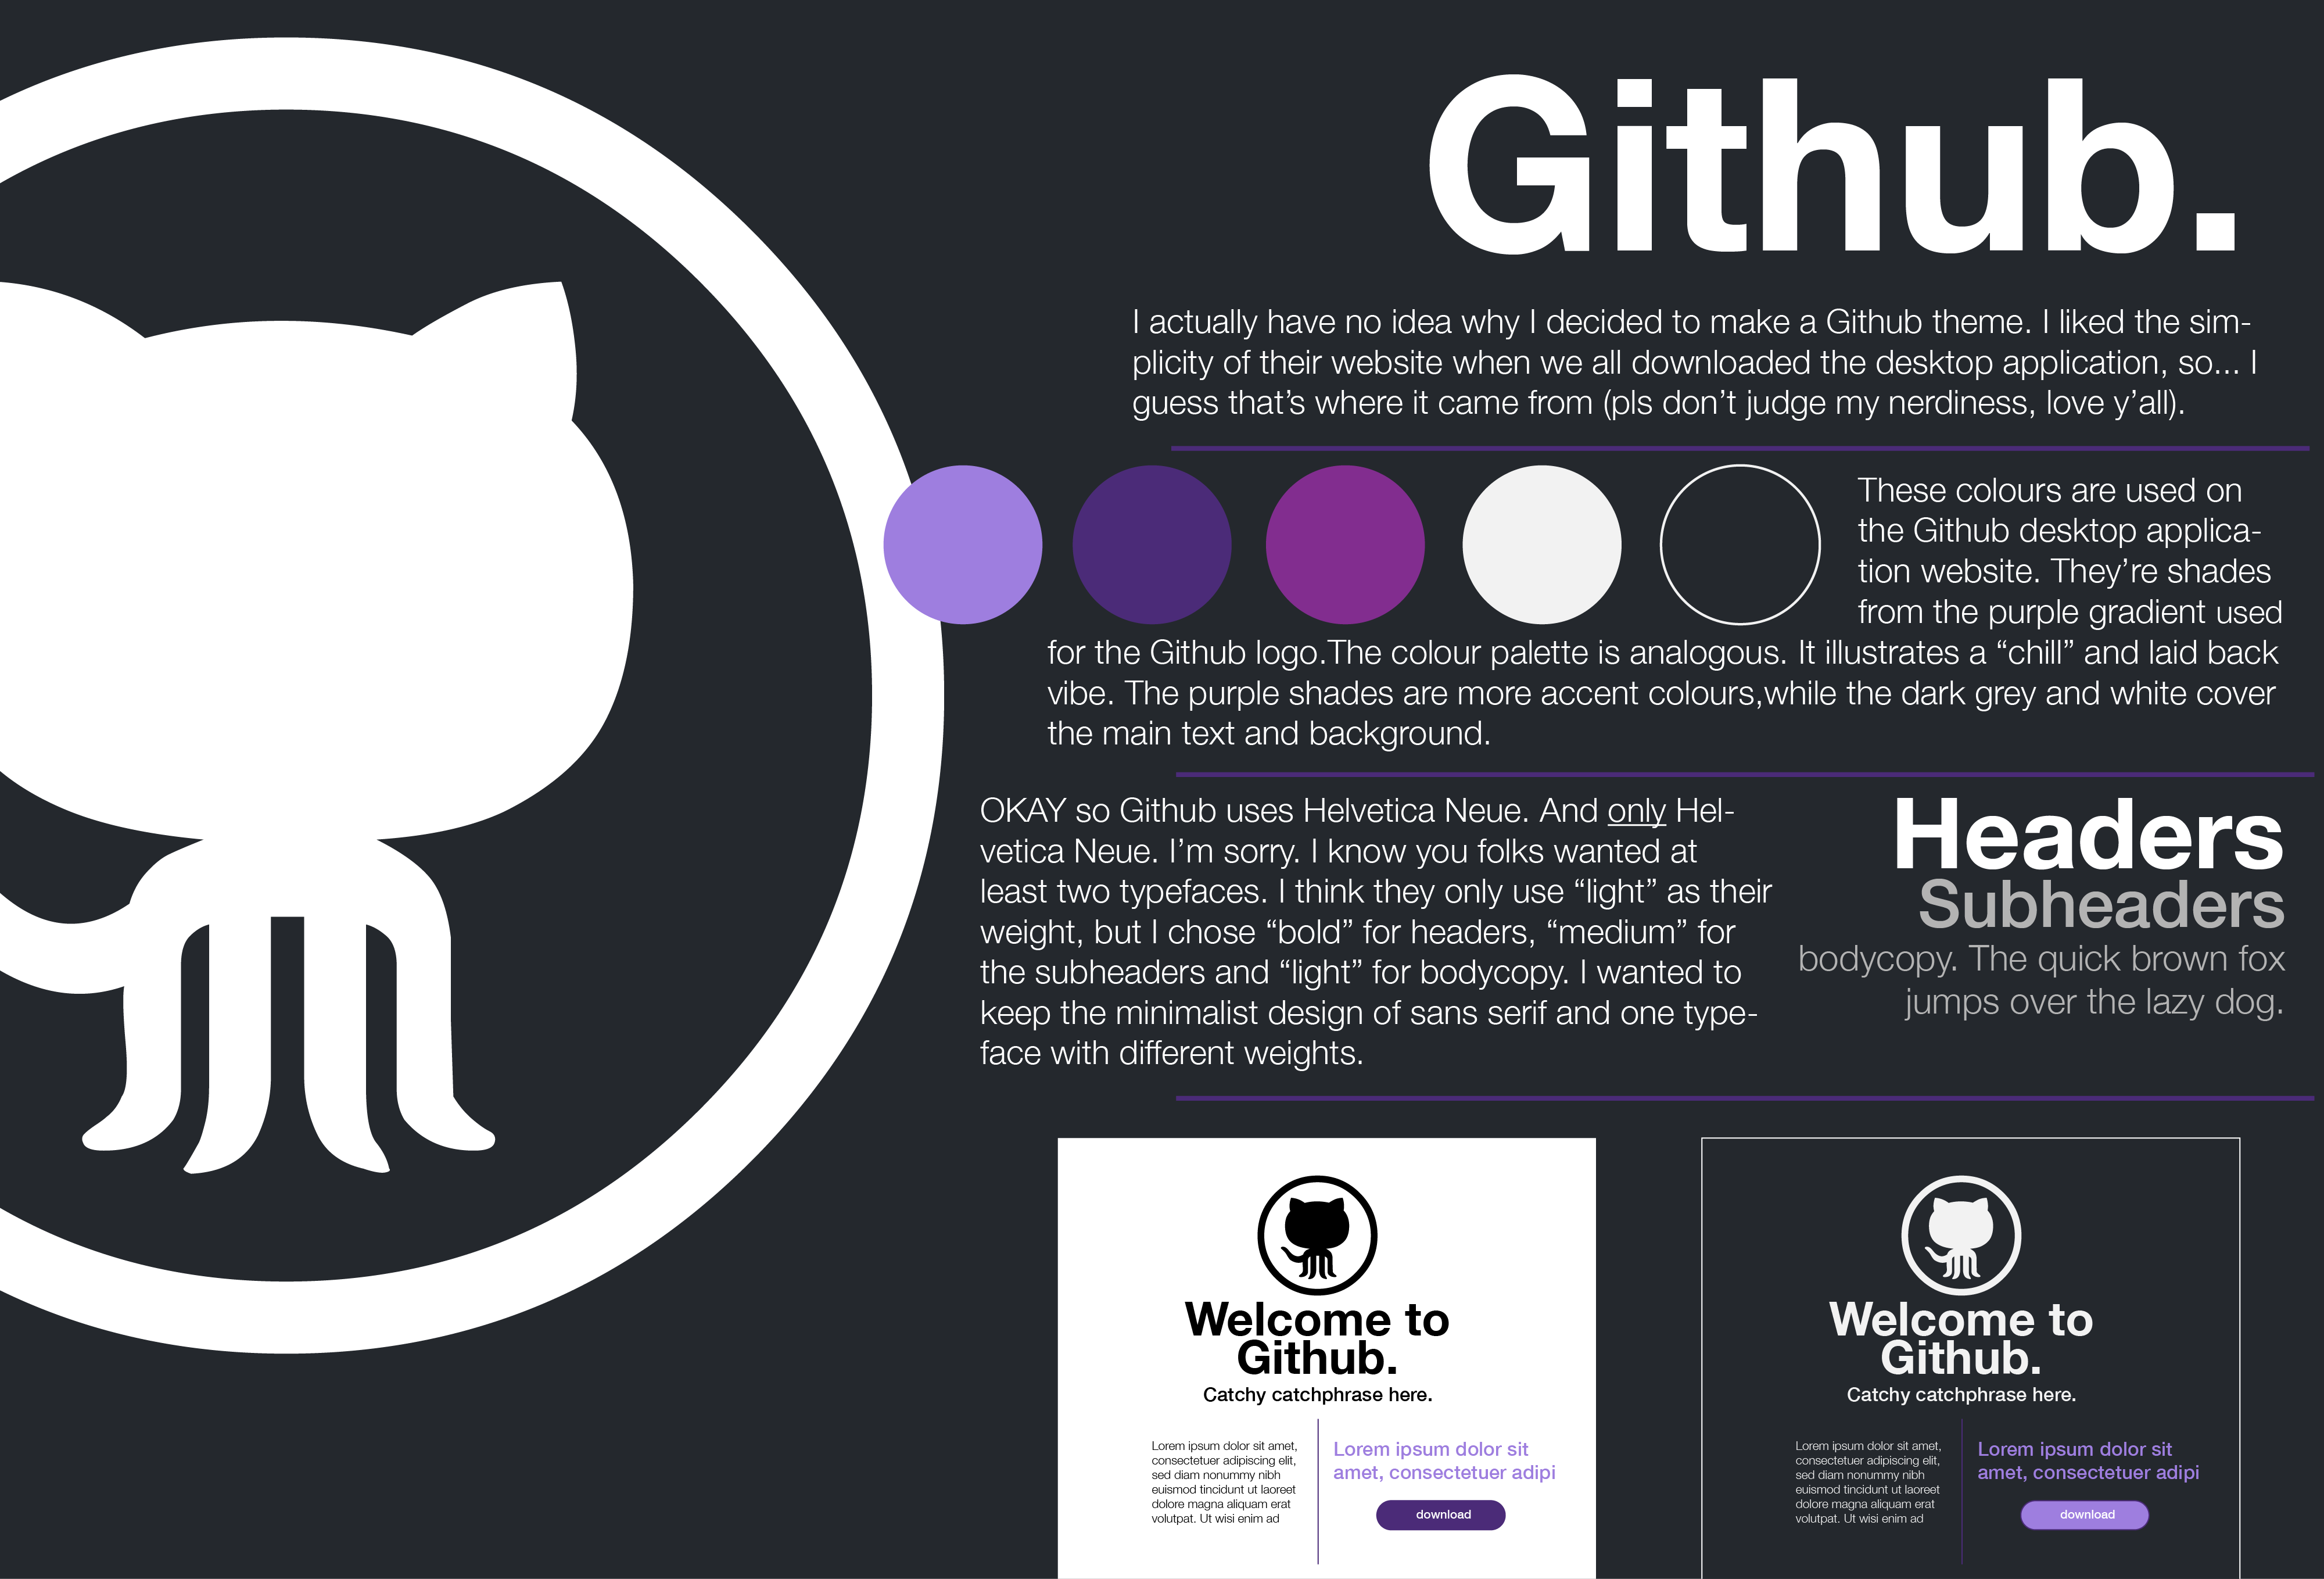 Github.
I actually have no idea why I decided to make a Github theme. I liked the sim-
plicity of their website when we all downloaded the desktop application, so... I
guess that’s where it came from (pls don’t judge my nerdiness, love y’all).
These colours are used on
the Github desktop applica-
tion website. They’re shades
from the purple gradient used
for the Github logo.The colour palette is analogous. It illustrates a “chill” and laid back
vibe. The purple shades are more accent colours,while the dark grey and white cover
the main text and background.
OKAY so Github uses Helvetica Neue. And only Hel-
vetica Neue. I’m sorry. I know you folks wanted at
least two typefaces. I think they only use “light” as their
weight, but I chose “bold” for headers, “medium” for
the subheaders and “light” for bodycopy. I wanted to
keep the minimalist design of sans serif and one type-
face with different weights.
Headers
Subheaders
bodycopy. The quick brown fox
jumps over the lazy dog.
Welcome to
Github.
Catchy catchphrase here.
Lorem ipsum dolor sit amet,
consectetuer adipiscing elit,
sed diam nonummy nibh
euismod tincidunt ut laoreet
dolore magna aliquam erat
volutpat. Ut wisi enim ad
Lorem ipsum dolor sit
amet, consectetuer adipi
download
Welcome to
Github.
Catchy catchphrase here.
Lorem ipsum dolor sit amet,
consectetuer adipiscing elit,
sed diam nonummy nibh
euismod tincidunt ut laoreet
dolore magna aliquam erat
volutpat. Ut wisi enim ad
Lorem ipsum dolor sit
amet, consectetuer adipi
download